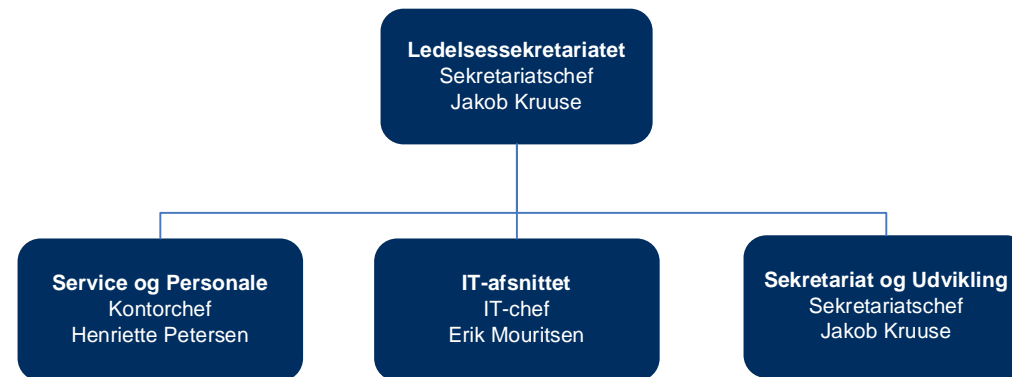 Ledelsessekretariatet
Sekretariatschef
Jakob Kruuse
Service og Personale
Kontorchef
Henriette Petersen
IT-afsnittet
IT-chef
Erik Mouritsen
Sekretariat og Udvikling
Sekretariatschef
Jakob Kruuse